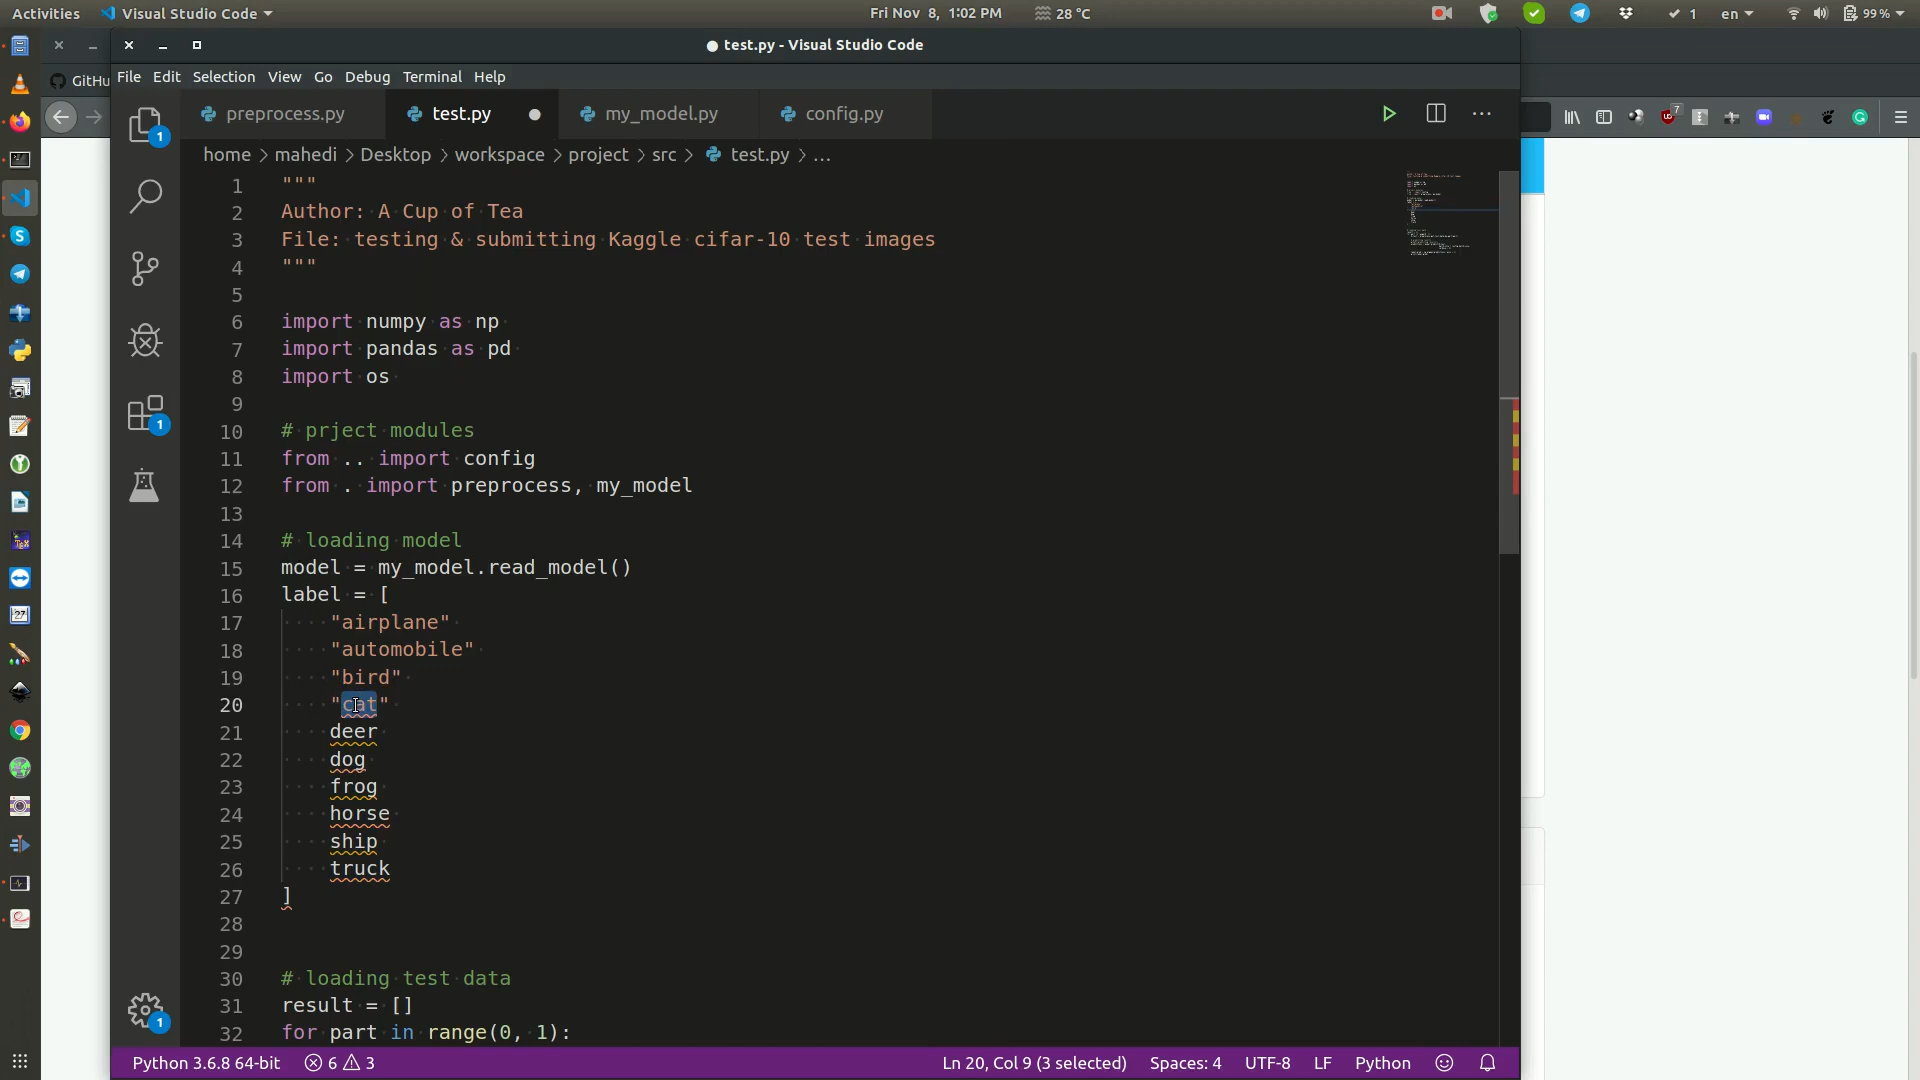 Activities Visual Studio Code Fri Nov 8, 1:02 PM 28 °C 1 en 99 %
● test.py - Visual Studio Code
GitHu
File Edit Selection View Go Debug Terminal Help
preprocess.py test.py my_model.py config.py
7
home > mahedi > Desktop > workspace > project > src > test.py > ...
1 """
2 Author: A Cup of Tea
3 File: testing & submitting Kaggle cifar-10 test images
4 """
5
6 import numpy as np
7 import pandas as pd
8 import os
9
10 # prject modules
11 from .. import config
12 from . import preprocess, my_model
13
14 # loading model
15 model = my_model.read_model()
16 label = [
17 "airplane"
18 "automobile"
19 "bird"
20 "cat"
21 deer
22 dog
23 frog
24 horse
25 ship
26 truck
27 ]
28
29
30 # loading test data
31 result = []
32 for part in range(0, 1):
1
1
1
Python 3.6.8 64-bit 6 3 Ln 20, Col 9 (3 selected) Spaces: 4 UTF-8 LF Python